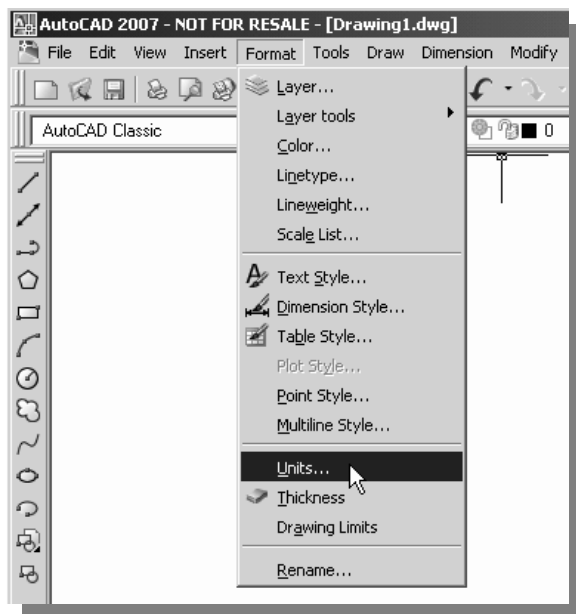 AutoCAD 2007 - NOT FOR RESALE - [Drawing1.dwg]
File Edit View Insert Format Tools Draw Dimension Modify
AutoCAD Classic
0
Layer...
Layer tools
Color...
Linetype...
Lineweight...
Scale List...
Text Style...
Dimension Style...
Table Style...
Plot Style...
Point Style...
Multiline Style...
Units...
Thickness
Drawing Limits
Rename...